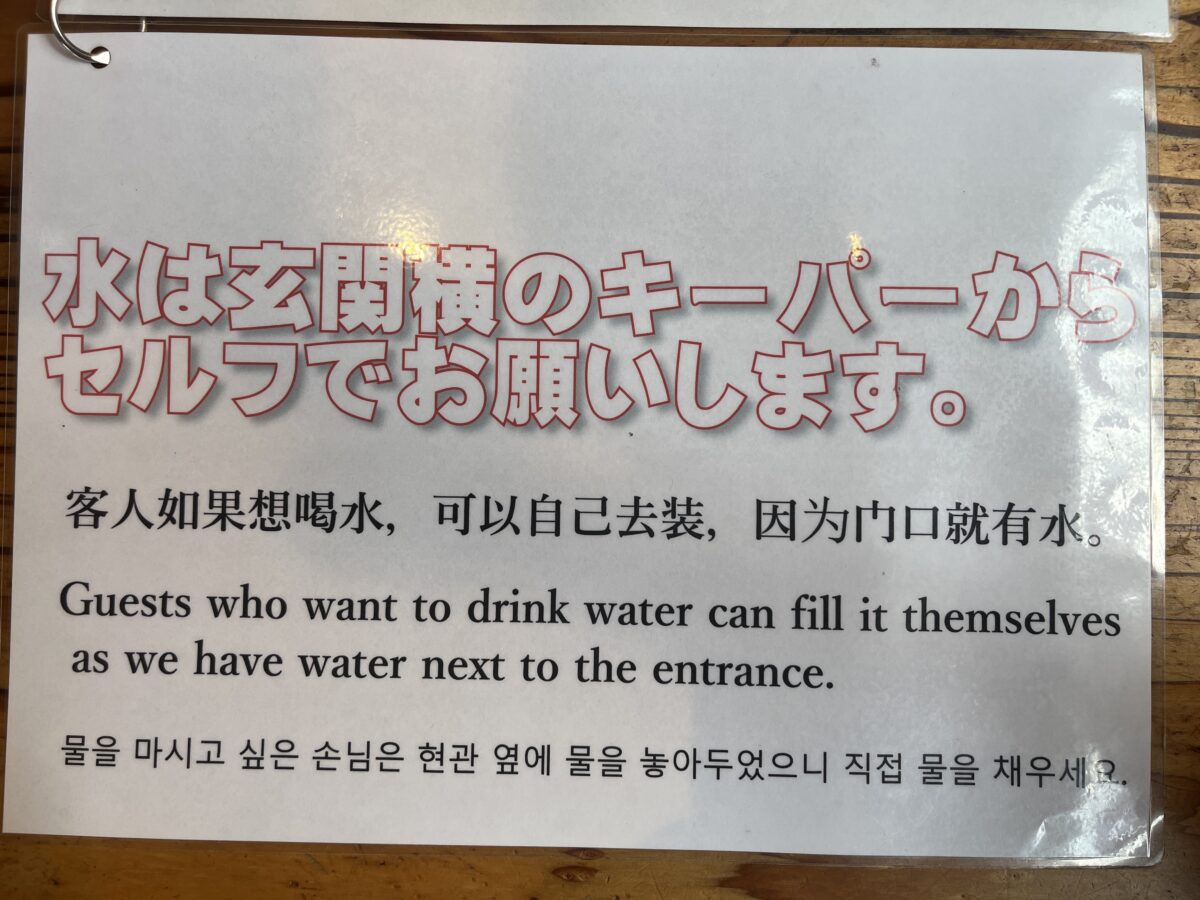 水は玄関横のキーパーから
セルフでお願いします。
客人如果想喝水，可以自己去装，因为门口就有水。
Guests who want to drink water can fill it themselves
as we have water next to the entrance.
물을 마시고 싶은 손님은 현관 옆에 물을 놓아두었으니 직접 물을 채우세요.